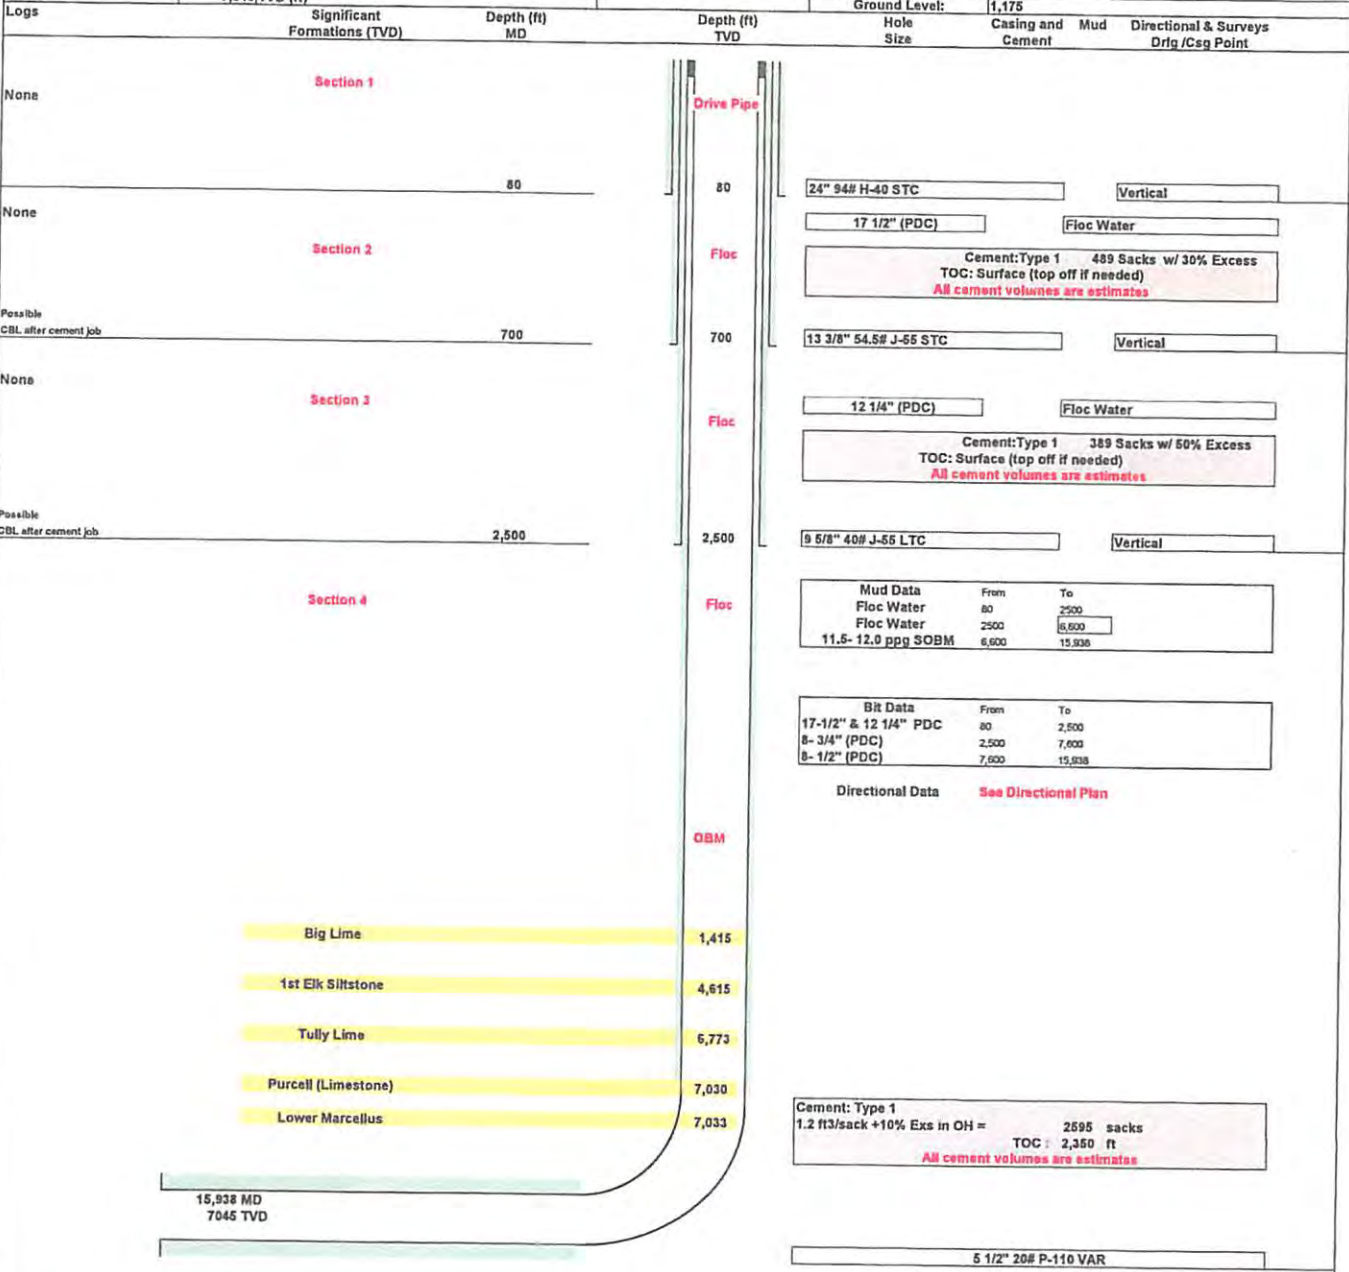 Ground Level: 1,175
Logs Significant Formations (TVD) Depth (ft) MD Depth (ft) TVD Hole Size Casing and Cement Mud Directional & Surveys Drlg /Csg Point
Section 1
None
Drive Pipe
80 80 24" 94# H-40 STC Vertical
None
17 1/2" (PDC) Floc Water
Section 2 Floc
Cement:Type 1 489 Sacks w/ 30% Excess
TOC: Surface (top off if needed)
All cement volumes are estimates
Possible
CBL after cement job
700 700 13 3/8" 54.5# J-55 STC Vertical
None
Section 3 Floc
12 1/4" (PDC) Floc Water
Cement:Type 1 389 Sacks w/ 50% Excess
TOC: Surface (top off if needed)
All cement volumes are estimates
Possible
CBL after cement job
2,500 2,500 9 5/8" 40# J-55 LTC Vertical
Section 4 Floc
Mud Data From To
Floc Water 80 2500
Floc Water 2500 6,600
11.5- 12.0 ppg SOBM 6,600 15,938
Bit Data From To
17-1/2" & 12 1/4" PDC 80 2,500
8- 3/4" (PDC) 2,500 7,600
8- 1/2" (PDC) 7,600 15,938
Directional Data See Directional Plan
OBM
Big Lime 1,415
1st Elk Siltstone 4,615
Tully Lime 6,773
Purcell (Limestone) 7,030
Lower Marcellus 7,033
Cement: Type 1
1.2 ft3/sack +10% Exs in OH = 2595 sacks
TOC : 2,350 ft
All cement volumes are estimates
15,938 MD
7045 TVD
5 1/2" 20# P-110 VAR